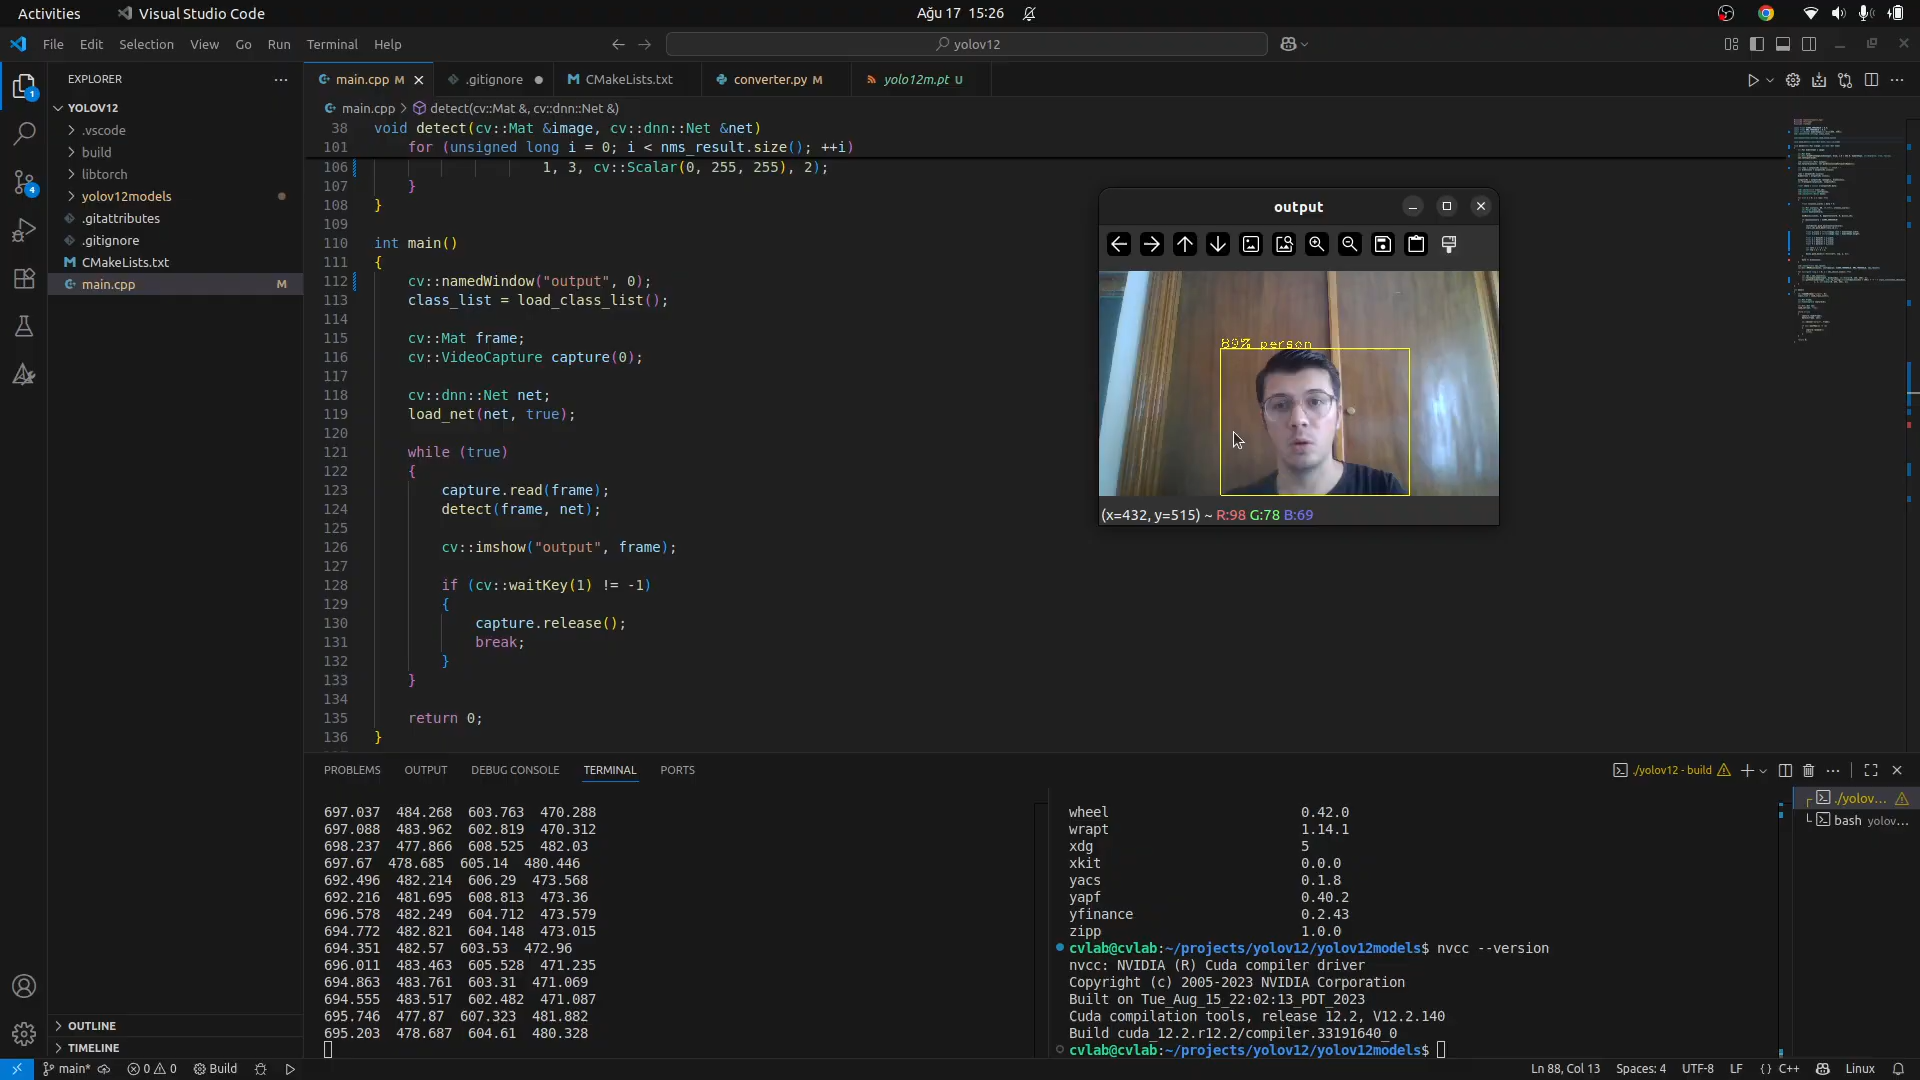 Activities
Visual Studio Code
Ağu 17 15:26
File Edit Selection View Go Run Terminal Help
yolov12
EXPLORER
YOLOV12
.vscode
build
libtorch
yolov12models
.gitattributes
.gitignore
CMakeLists.txt
main.cpp M
OUTLINE
TIMELINE
1
4
main.cpp M
.gitignore
CMakeLists.txt
converter.py M
yolo12m.pt U
main.cpp > detect(cv::Mat &, cv::dnn::Net &)
38 void detect(cv::Mat &image, cv::dnn::Net &net)
101 for (unsigned long i = 0; i < nms_result.size(); ++i)
106 1, 3, cv::Scalar(0, 255, 255), 2);
107 }
108 }
109
110 int main()
111 {
112 cv::namedWindow("output", 0);
113 class_list = load_class_list();
114
115 cv::Mat frame;
116 cv::VideoCapture capture(0);
117
118 cv::dnn::Net net;
119 load_net(net, true);
120
121 while (true)
122 {
123 capture.read(frame);
124 detect(frame, net);
125
126 cv::imshow("output", frame);
127
128 if (cv::waitKey(1) != -1)
129 {
130 capture.release();
131 break;
132 }
133 }
134
135 return 0;
136 }
output
89% person
(x=432, y=515) ~ R:98 G:78 B:69
PROBLEMS OUTPUT DEBUG CONSOLE TERMINAL PORTS
./yolov12 - build
697.037 484.268 603.763 470.288
697.088 483.962 602.819 470.312
698.237 477.866 608.525 482.03
697.67 478.685 605.14 480.446
692.496 482.214 606.29 473.568
692.216 481.695 608.813 473.36
696.578 482.249 604.712 473.579
694.772 482.821 604.148 473.015
694.351 482.57 603.53 472.96
696.011 483.463 605.528 471.235
694.863 483.761 603.31 471.069
694.555 483.517 602.482 471.087
695.746 477.87 607.323 481.882
695.203 478.687 604.61 480.328
wheel 0.42.0
wrapt 1.14.1
xdg 5
xkit 0.0.0
yacs 0.1.8
yapf 0.40.2
yfinance 0.2.43
zipp 1.0.0
cvlab@cvlab:~/projects/yolov12/yolov12models$ nvcc --version
nvcc: NVIDIA (R) Cuda compiler driver
Copyright (c) 2005-2023 NVIDIA Corporation
Built on Tue_Aug_15_22:02:13_PDT_2023
Cuda compilation tools, release 12.2, V12.2.140
Build cuda_12.2.r12.2/compiler.33191640_0
cvlab@cvlab:~/projects/yolov12/yolov12models$
./yolov...
bash yolov...
main*
0 0
Build
Ln 88, Col 13
Spaces: 4
UTF-8
LF
{} C++
Linux